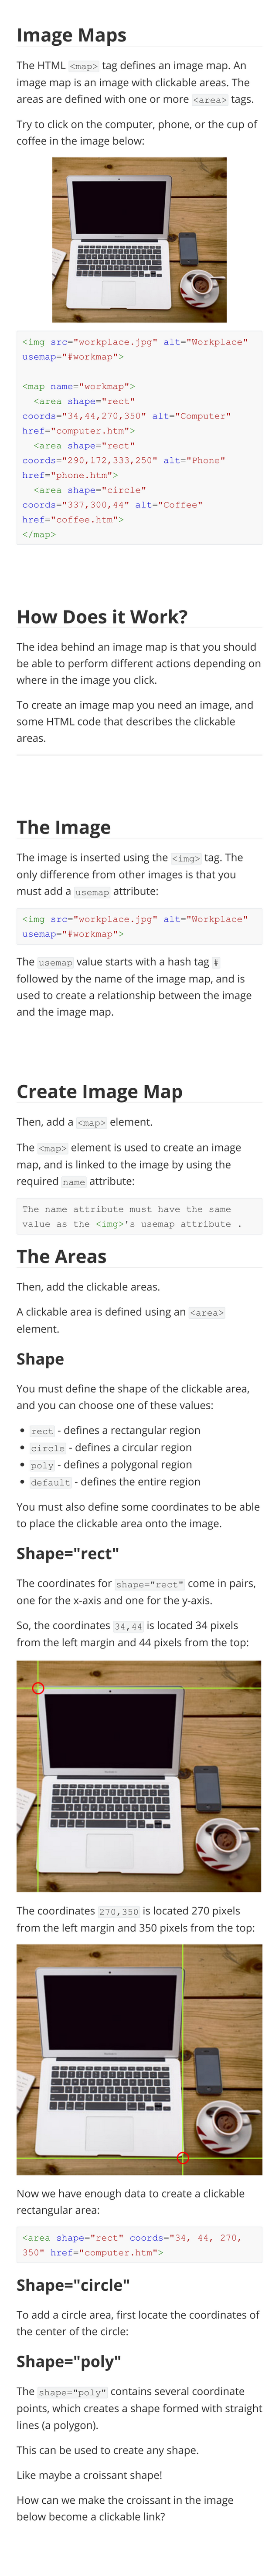 Image Maps
The HTML <map> tag defines an image map. An
image map is an image with clickable areas. The
areas are defined with one or more <area> tags.
Try to click on the computer, phone, or the cup of
coffee in the image below:
<img src="workplace.jpg" alt="Workplace"
usemap="#workmap">
<map name="workmap">
<area shape="rect"
coords="34,44,270,350" alt="Computer"
href="computer.htm">
<area shape="rect"
coords="290,172,333,250" alt="Phone"
href="phone.htm">
<area shape="circle"
coords="337,300,44" alt="Coffee"
href="coffee.htm">
</map>
How Does it Work?
The idea behind an image map is that you should
be able to perform different actions depending on
where in the image you click.
To create an image map you need an image, and
some HTML code that describes the clickable
areas.
The Image
The image is inserted using the <img> tag. The
only difference from other images is that you
must add a usemap attribute:
<img src="workplace.jpg" alt="Workplace"
usemap="#workmap">
The usemap value starts with a hash tag #
followed by the name of the image map, and is
used to create a relationship between the image
and the image map.
Create Image Map
Then, add a <map> element.
The <map> element is used to create an image
map, and is linked to the image by using the
required name attribute:
The name attribute must have the same
value as the <img>'s usemap attribute .
The Areas
Then, add the clickable areas.
A clickable area is defined using an <area>
element.
Shape
You must define the shape of the clickable area,
and you can choose one of these values:
• rect - defines a rectangular region
• circle - defines a circular region
• poly - defines a polygonal region
• default - defines the entire region
You must also define some coordinates to be able
to place the clickable area onto the image.
Shape="rect"
The coordinates for shape="rect" come in pairs,
one for the x-axis and one for the y-axis.
So, the coordinates 34,44 is located 34 pixels
from the left margin and 44 pixels from the top:
The coordinates 270,350 is located 270 pixels
from the left margin and 350 pixels from the top:
Now we have enough data to create a clickable
rectangular area:
<area shape="rect" coords="34, 44, 270,
350" href="computer.htm">
Shape="circle"
To add a circle area, first locate the coordinates of
the center of the circle:
Shape="poly"
The shape="poly" contains several coordinate
points, which creates a shape formed with straight
lines (a polygon).
This can be used to create any shape.
Like maybe a croissant shape!
How can we make the croissant in the image
below become a clickable link?